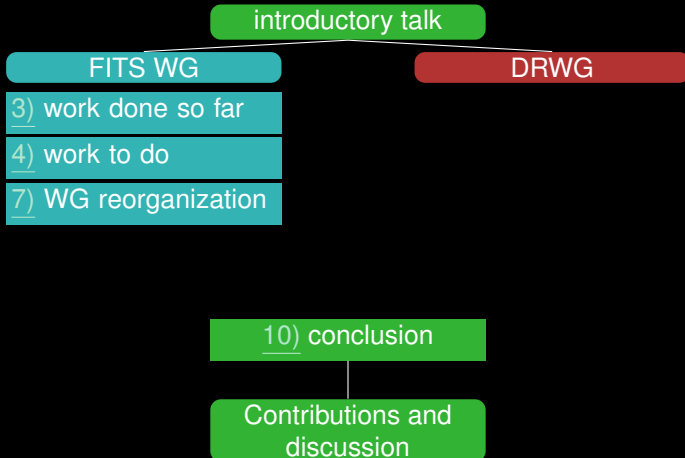 introductory talk
FITS WG
DRWG
3) work done so far
4) work to do
7) WG reorganization
10) conclusion
Contributions and
discussion